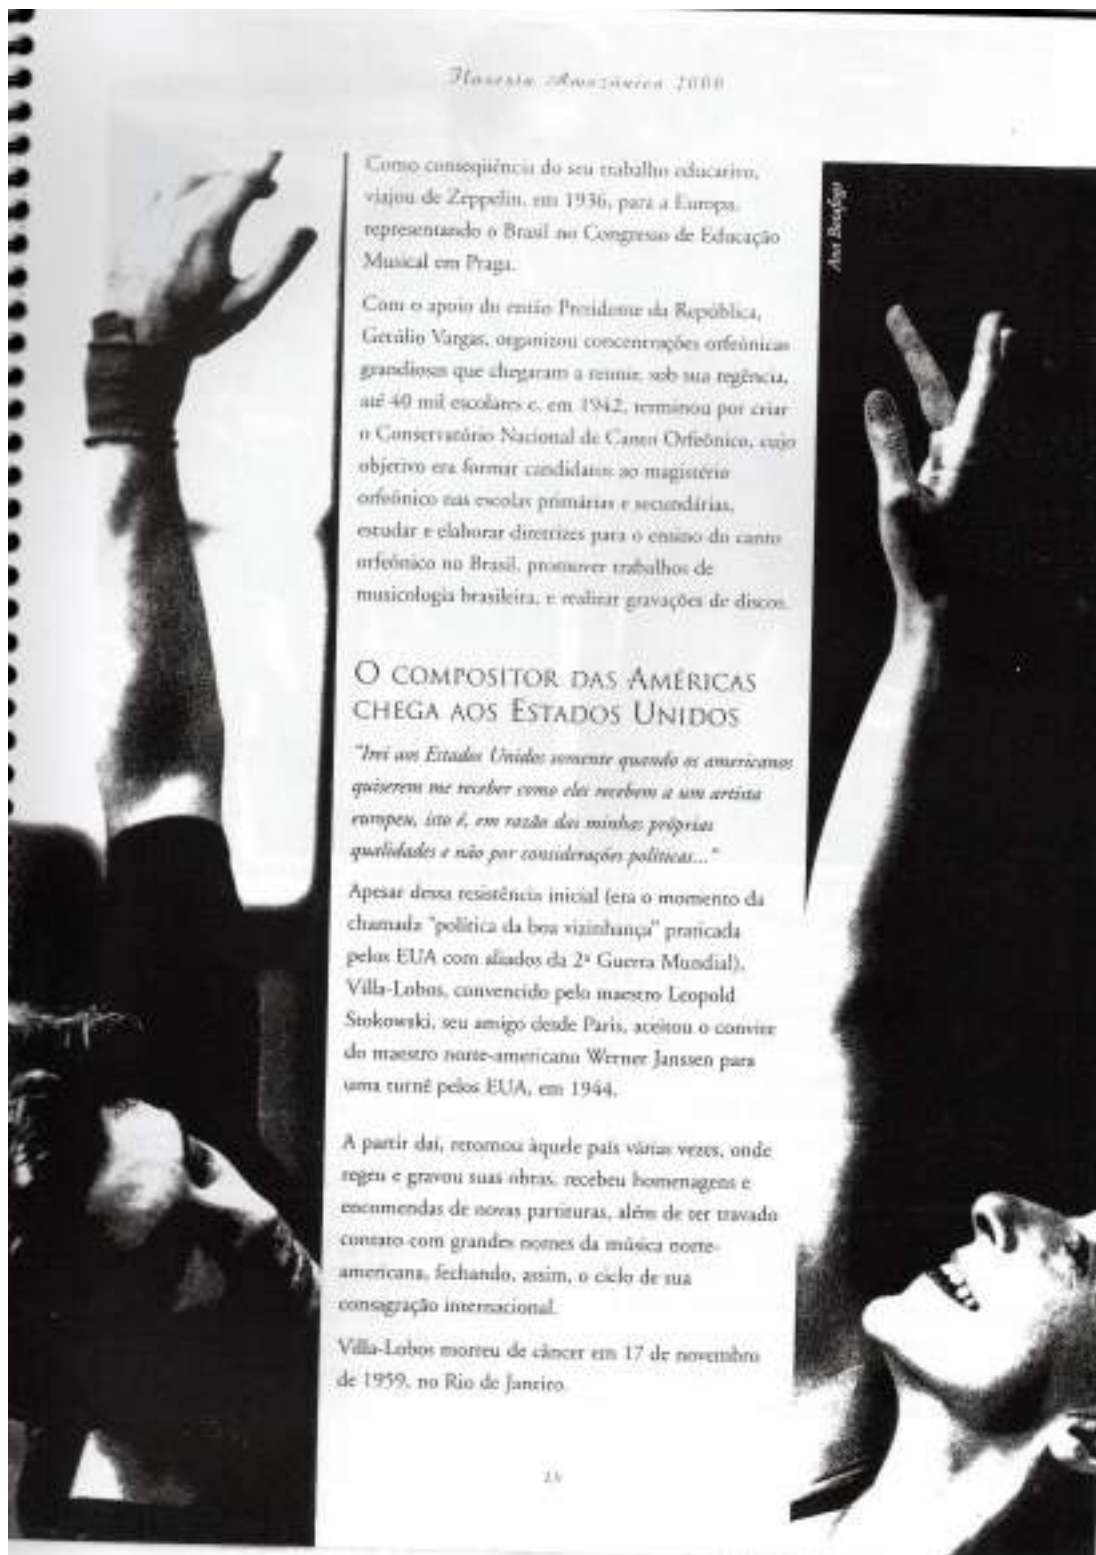 Floresta Amazônica 2000
Como conseqüência do seu trabalho educativo,
viajou de Zeppelin, em 1936, para a Europa,
representando o Brasil no Congresso de Educação
Musical em Praga.
Com o apoio do então Presidente da República,
Getúlio Vargas, organizou concentrações orfeônicas
grandiosas que chegaram a reunir, sob sua regência,
até 40 mil escolares e, em 1942, terminou por criar
o Conservatório Nacional de Canto Orfeônico, cujo
objetivo era formar candidatos ao magistério
orfeônico nas escolas primárias e secundárias,
estudar e elaborar diretrizes para o ensino do canto
orfeônico no Brasil, promover trabalhos de
musicologia brasileira, e realizar gravações de discos.
O COMPOSITOR DAS AMÉRICAS
CHEGA AOS ESTADOS UNIDOS
"Irei aos Estados Unidos somente quando os americanos
quiserem me receber como eles recebem a um artista
europeu, isto é, em razão das minhas próprias
qualidades e não por considerações políticas..."
Apesar dessa resistência inicial (era o momento da
chamada "política da boa vizinhança" praticada
pelos EUA com aliados da 2ª Guerra Mundial),
Villa-Lobos, convencido pelo maestro Leopold
Stokowski, seu amigo desde Paris, aceitou o convite
do maestro norte-americano Werner Janssen para
uma turnê pelos EUA, em 1944.
A partir daí, retornou àquele país várias vezes, onde
regeu e gravou suas obras, recebeu homenagens e
encomendas de novas partituras, além de ter travado
contato com grandes nomes da música norte-
americana, fechando, assim, o ciclo de sua
consagração internacional.
Villa-Lobos morreu de câncer em 17 de novembro
de 1959, no Rio de Janeiro.
Ana Botafogo